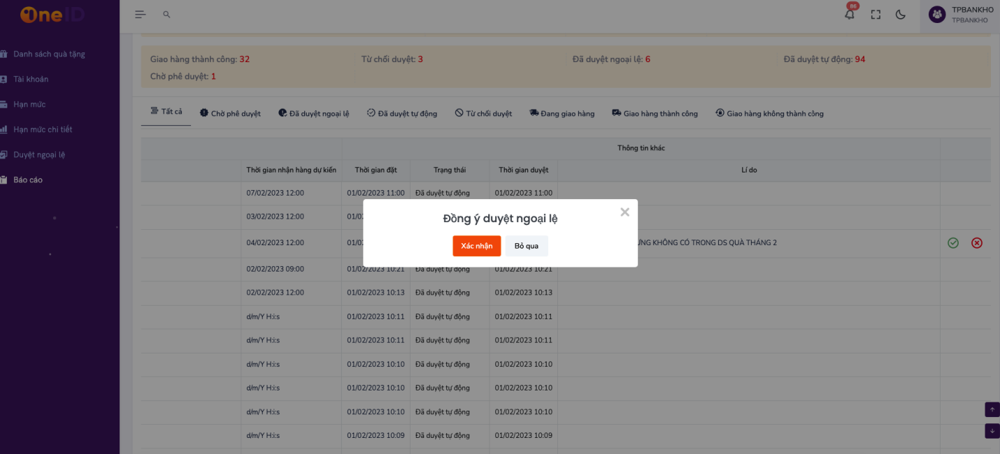 OneID
86
TPBANKHO
TPBANKHO
Danh sách quà tặng
Tài khoản
Hạn mức
Hạn mức chi tiết
Duyệt ngoại lệ
Báo cáo
Giao hàng thành công: 32 Từ chối duyệt: 3 Đã duyệt ngoại lệ: 6 Đã duyệt tự động: 94
Chờ phê duyệt: 1
Tất cả Chờ phê duyệt Đã duyệt ngoại lệ Đã duyệt tự động Từ chối duyệt Đang giao hàng Giao hàng thành công Giao hàng không thành công
Thông tin khác
Thời gian nhận hàng dự kiến Thời gian đặt Trạng thái Thời gian duyệt Lí do
07/02/2023 12:00 01/02/2023 11:00 Đã duyệt tự động 01/02/2023 11:00
03/02/2023 12:00
Đồng ý duyệt ngoại lệ
Xác nhận Bỏ qua
04/02/2023 12:00 KHÔNG CÓ TRONG DS QUÀ THÁNG 2
02/02/2023 09:00 01/02/2023 10:21 Đã duyệt tự động 01/02/2023 10:21
02/02/2023 12:00 01/02/2023 10:13 Đã duyệt tự động 01/02/2023 10:13
d/m/Y H:i:s 01/02/2023 10:11 Đã duyệt tự động 01/02/2023 10:11
d/m/Y H:i:s 01/02/2023 10:11 Đã duyệt tự động 01/02/2023 10:11
d/m/Y H:i:s 01/02/2023 10:10 Đã duyệt tự động 01/02/2023 10:10
d/m/Y H:i:s 01/02/2023 10:10 Đã duyệt tự động 01/02/2023 10:10
d/m/Y H:i:s 01/02/2023 10:10 Đã duyệt tự động 01/02/2023 10:10
d/m/Y H:i:s 01/02/2023 10:09 Đã duyệt tự động 01/02/2023 10:09